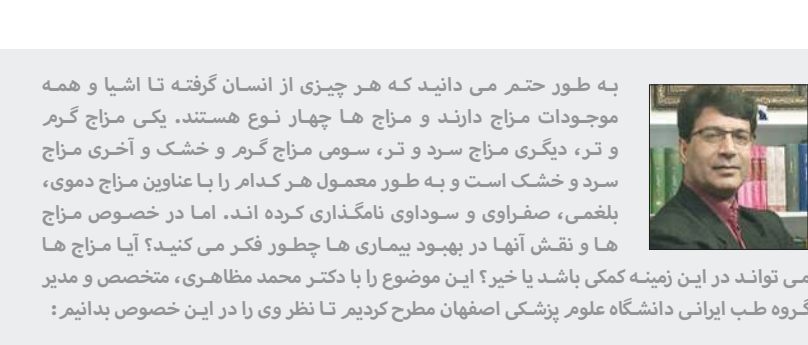 به طور حتم می دانید که هر چیزی از انسان گرفته تا اشیا و همه
موجودات مزاج دارند و مزاج ها چهار نوع هستند. یکی مزاج گرم
و تر، دیگری مزاج سرد و تر، سومی مزاج گرم و خشک و آخری مزاج
سرد و خشک است و به طور معمول هر کدام را با عناوین مزاج دموی،
بلغمی، صفراوی و سوداوی نامگذاری کرده اند. اما در خصوص مزاج
ها و نقش آنها در بهبود بیماری ها چطور فکر می کنید؟ آیا مزاج ها
می تواند در این زمینه کمکی باشد یا خیر؟ این موضوع را با دکتر محمد مظاهری، متخصص و مدیر
گروه طب ایرانی دانشگاه علوم پزشکی اصفهان مطرح کردیم تا نظر وی را در این خصوص بدانیم: